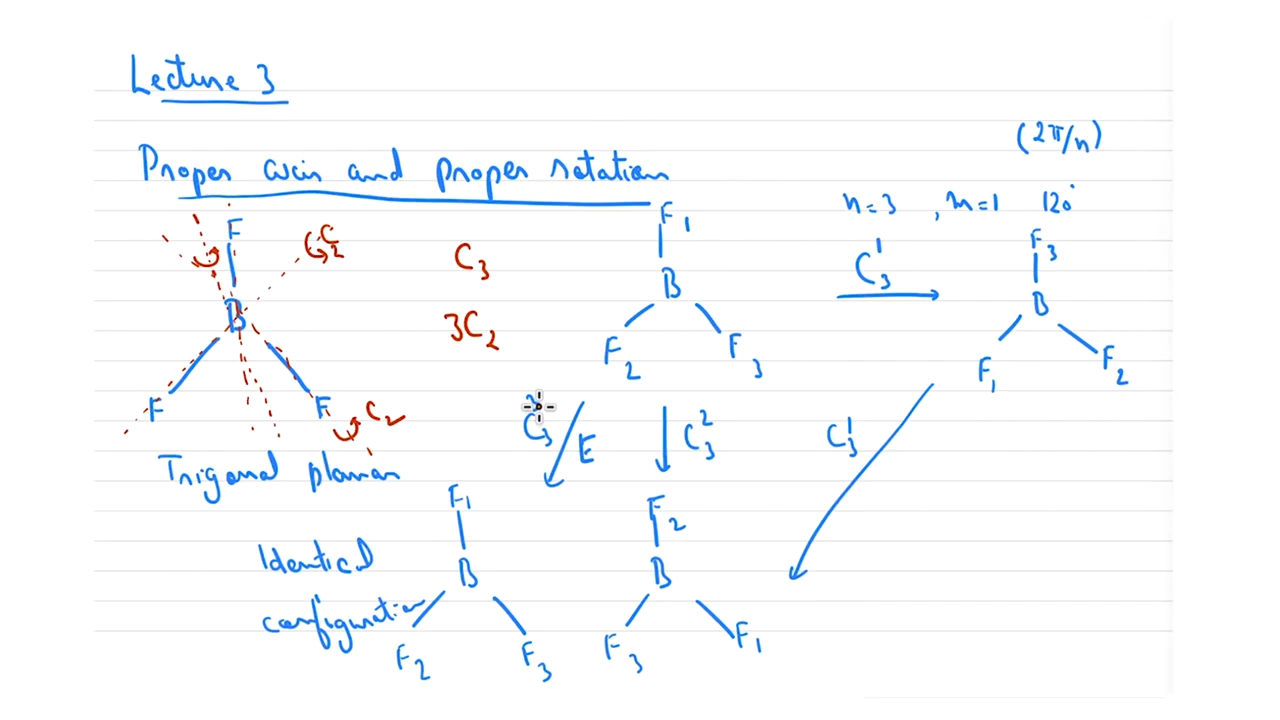 Lecture 3
(2π/n)
Proper axis and proper rotation
n=3 , m=1 120°
F
C2
C3
3C2
B
F
F
C2
Trigonal planar
F1
B
F2
F3
C3^1
F3
B
F1
F2
C3
E
C3^2
C3^1
Identical
configuration
F1
B
F2
F3
F2
B
F3
F1